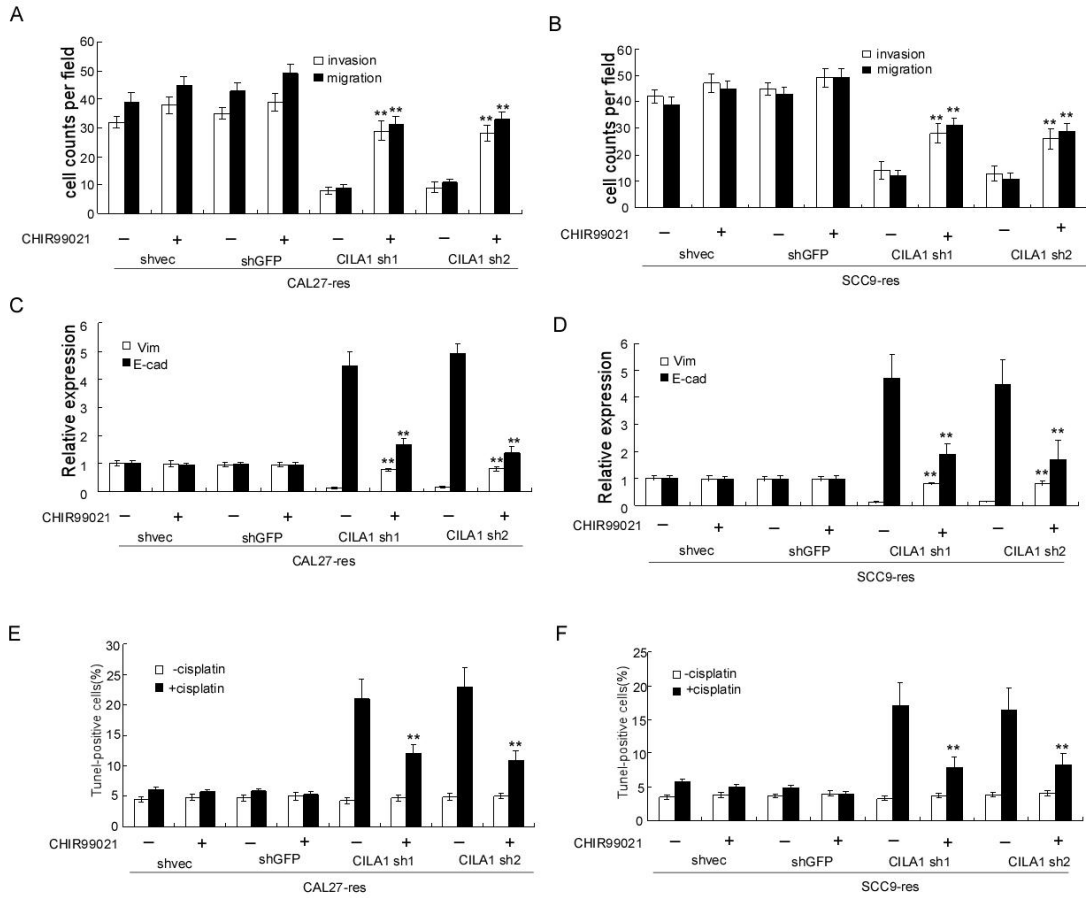 A
60
50
40
30
20
10
0
cell counts per field
invasion
migration
** ** ** **
CHIR99021 – + – + – + – +
shvec shGFP CILA1 sh1 CILA1 sh2
CAL27-res
B
60
50
40
30
20
10
0
cell counts per field
invasion
migration
** ** ** **
CHIR99021 – + – + – + – +
shvec shGFP CILA1 sh1 CILA1 sh2
SCC9-res
C
6
5
4
3
2
1
0
Relative expression
Vim
E-cad
** ** ** **
CHIR99021 – + – + – + – +
shvec shGFP CILA1 sh1 CILA1 sh2
CAL27-res
D
6
5
4
3
2
1
0
Relative expression
Vim
E-cad
** ** ** **
CHIR99021 – + – + – + – +
shvec shGFP CILA1 sh1 CILA1 sh2
SCC9-res
E
30
25
20
15
10
5
0
Tunel-positive cells(%)
-cisplatin
+cisplatin
** **
CHIR99021 – + – + – + – +
shvec shGFP CILA1 sh1 CILA1 sh2
CAL27-res
F
25
20
15
10
5
0
Tunel-positive cells(%)
-cisplatin
+cisplatin
** **
CHIR99021 – + – + – + – +
shvec shGFP CILA1 sh1 CILA1 sh2
SCC9-res